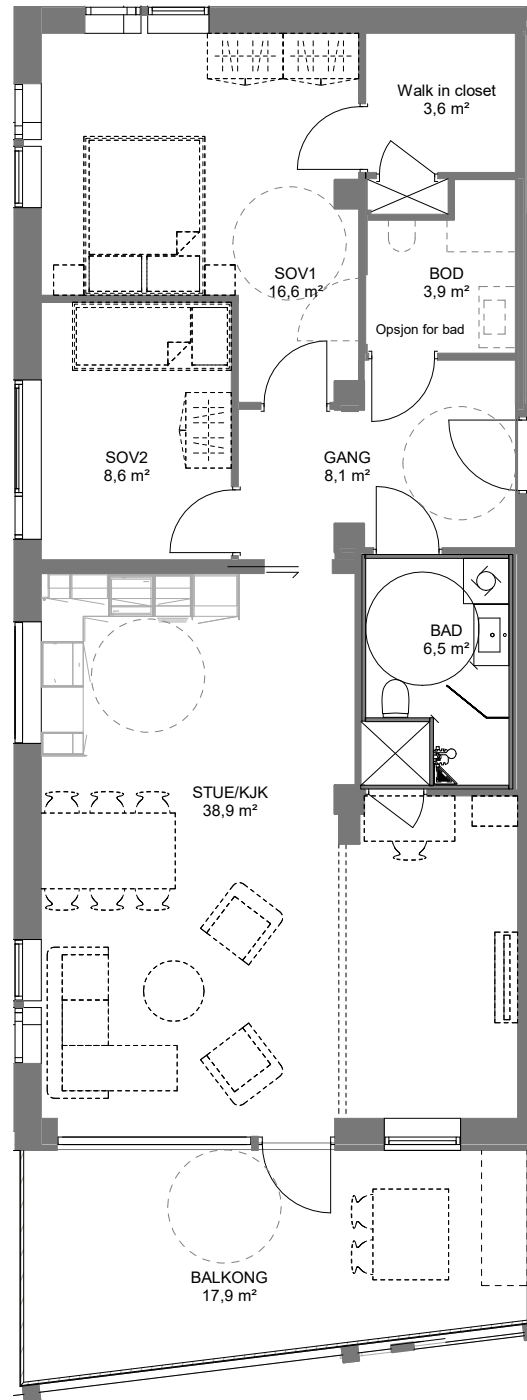 Walk in closet
3,6 m²
SOV1
16,6 m²
BOD
3,9 m²
Opsjon for bad
SOV2
8,6 m²
GANG
8,1 m²
BAD
6,5 m²
STUE/KJK
38,9 m²
BALKONG
17,9 m²